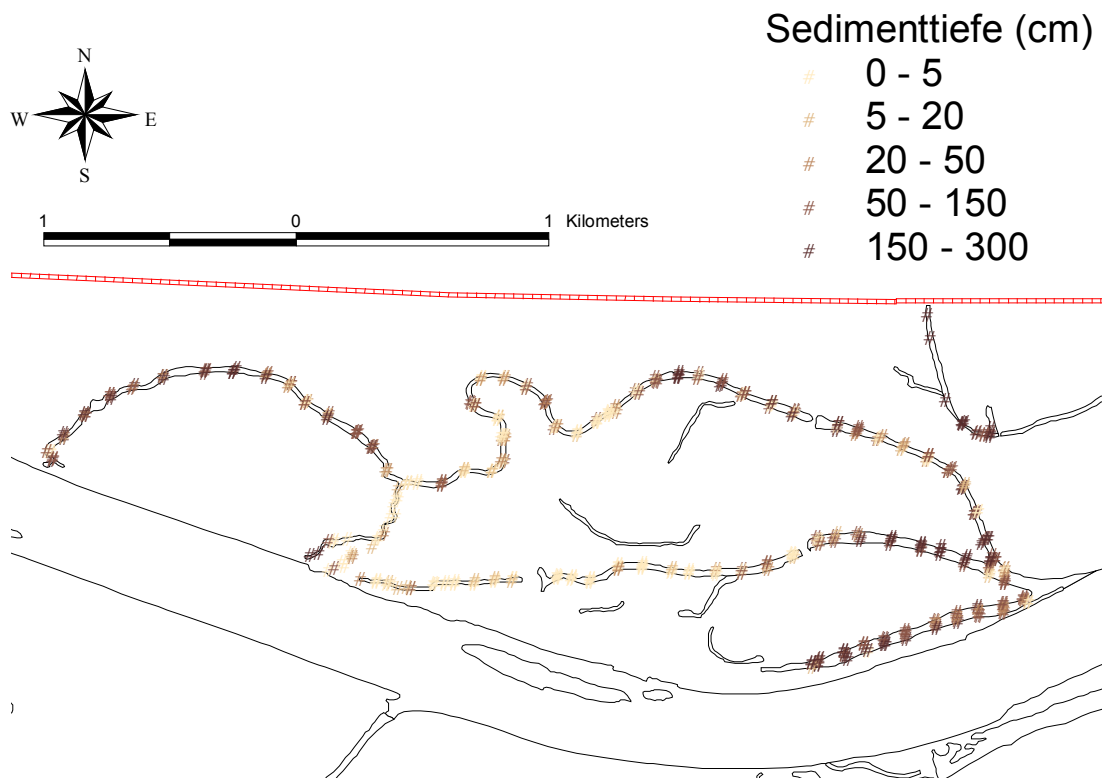 Sedimenttiefe (cm)
# 0 - 5
# 5 - 20
# 20 - 50
# 50 - 150
# 150 - 300
N
W E
S
1 0 1 Kilometers